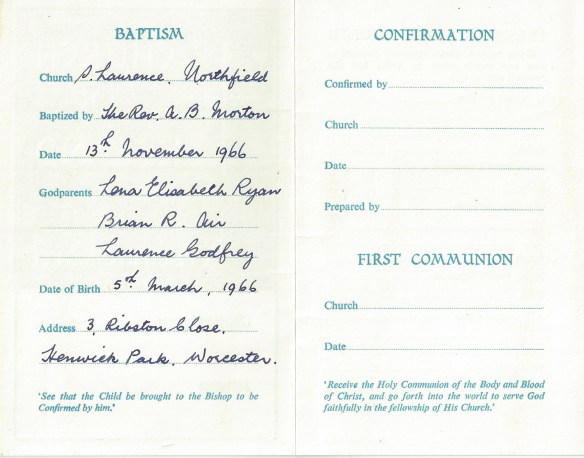 BAPTISM
Church S. Laurence, Northfield
Baptized by The Rev. A. B. Morton
Date 13th November 1966
Godparents Lena Elisabeth Ryan
Brian R. Air
Laurence Godfrey
Date of Birth 5th March, 1966
Address 3, Ribston Close,
Henwick Park, Worcester.
'See that the Child be brought to the Bishop to be
Confirmed by him.'
CONFIRMATION
Confirmed by
Church
Date
Prepared by
FIRST COMMUNION
Church
Date
'Receive the Holy Communion of the Body and Blood
of Christ, and go forth into the world to serve God
faithfully in the fellowship of His Church.'